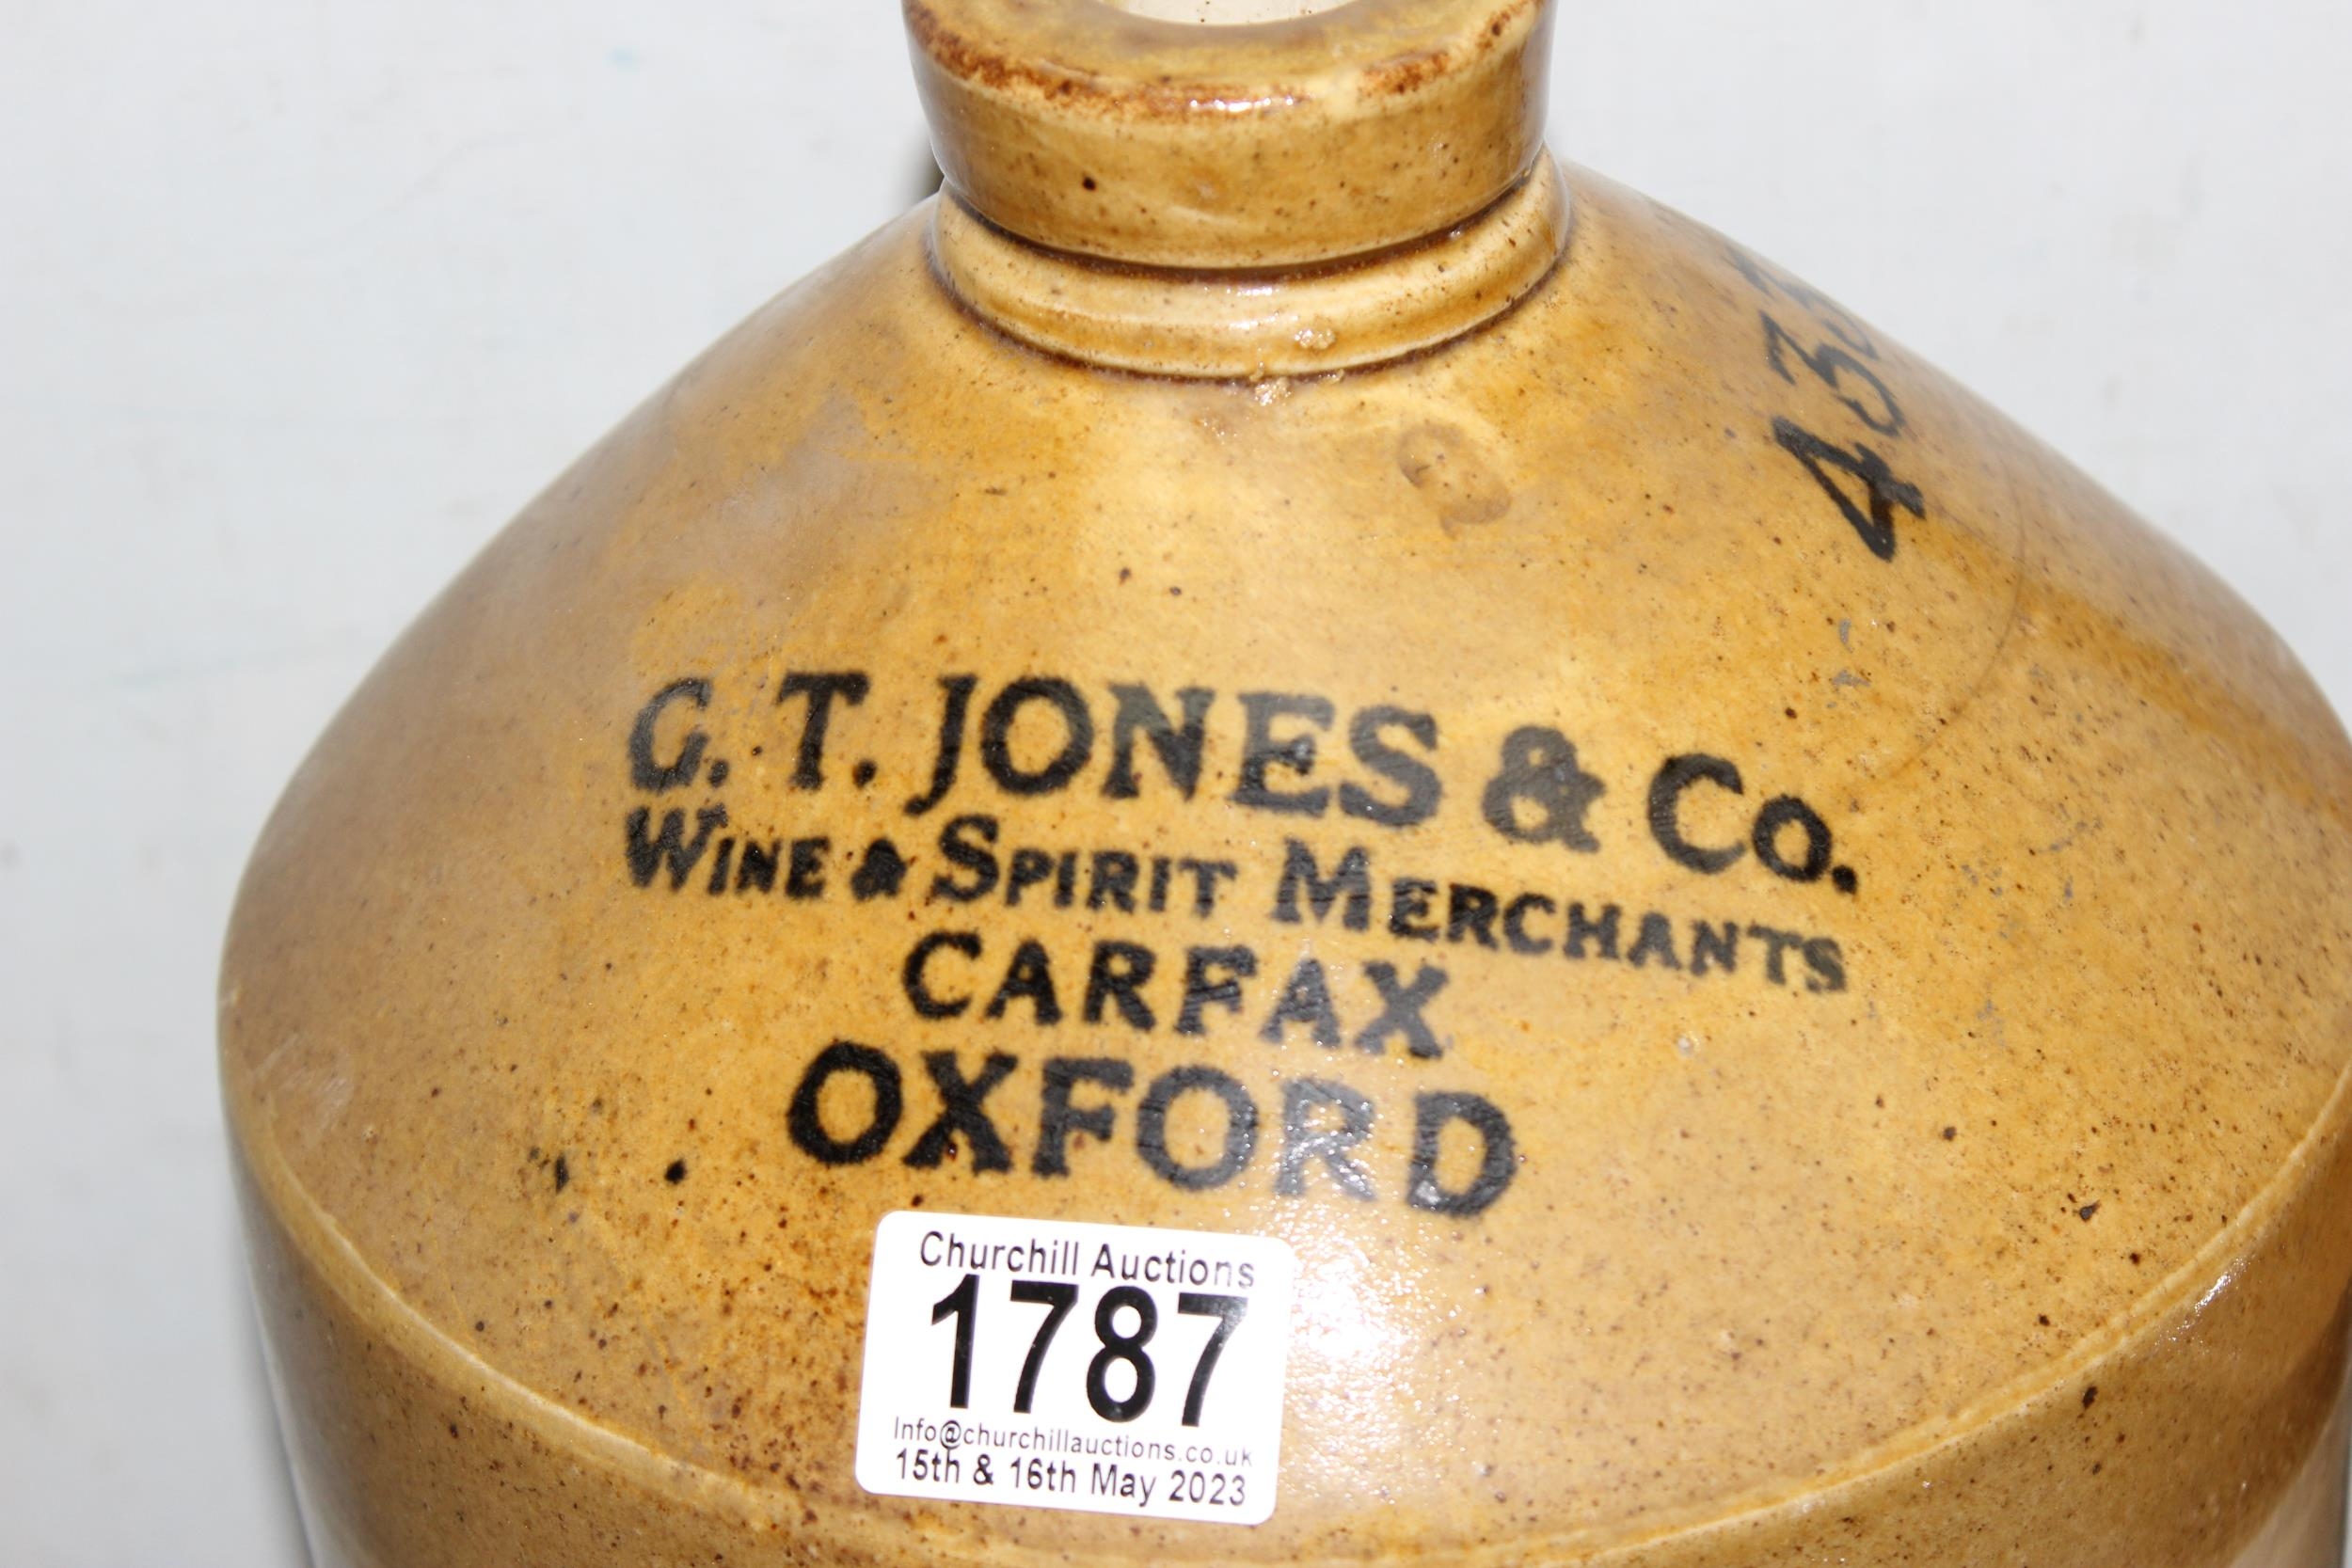 G. T. JONES & Co.
WINE & SPIRIT MERCHANTS
CARFAX
OXFORD
Churchill Auctions
1787
Info@churchillauctions.co.uk
15th & 16th May 2023